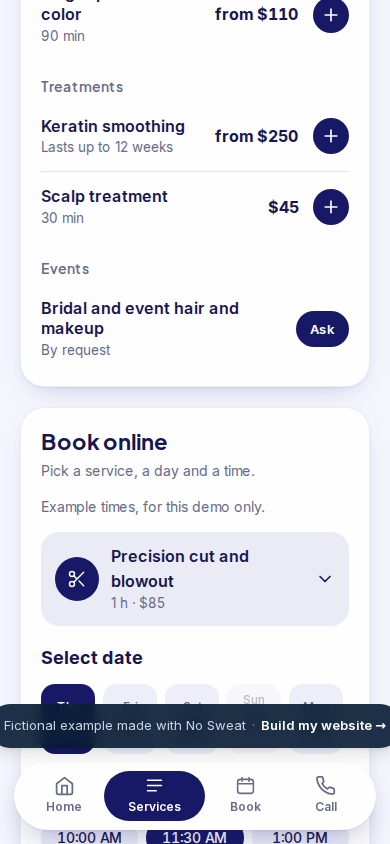 color
from $110
90 min
Treatments
Keratin smoothing
from $250
Lasts up to 12 weeks
Scalp treatment
$45
30 min
Events
Bridal and event hair and
makeup
By request
Ask
Book online
Pick a service, a day and a time.
Example times, for this demo only.
Precision cut and
blowout
1 h · $85
Select date
Sun
Fictional example made with No Sweat · Build my website →
Home
Services
Book
Call
10:00 AM
11:30 AM
1:00 PM